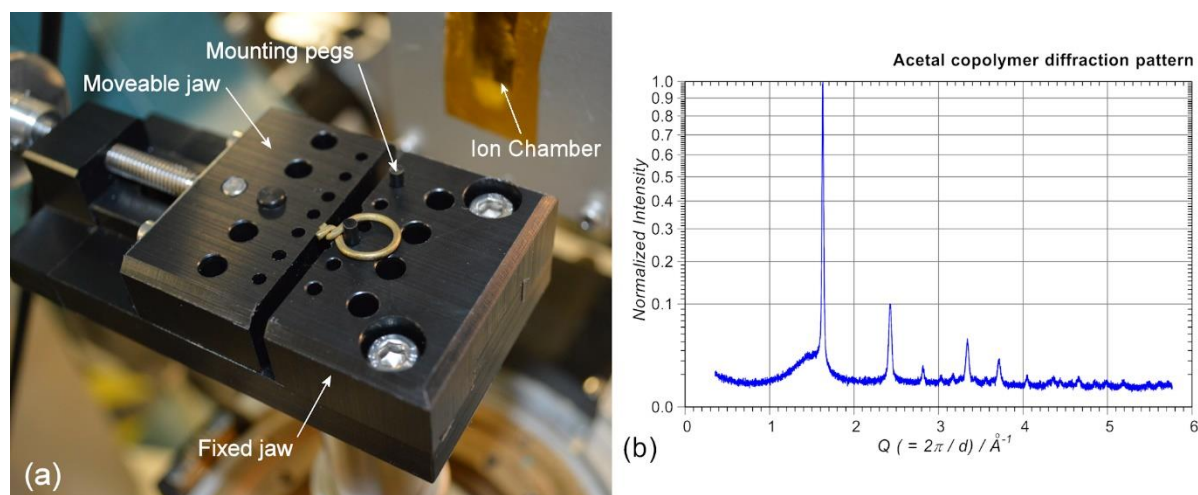 Mounting pegs
Moveable jaw
Ion Chamber
Fixed jaw
(a)
Acetal copolymer diffraction pattern
Normalized Intensity
1.0
0.9
0.8
0.7
0.6
0.5
0.4
0.3
0.2
0.1
0.0
0 1 2 3 4 5 6
Q ( = 2π / d) / Å⁻¹
(b)